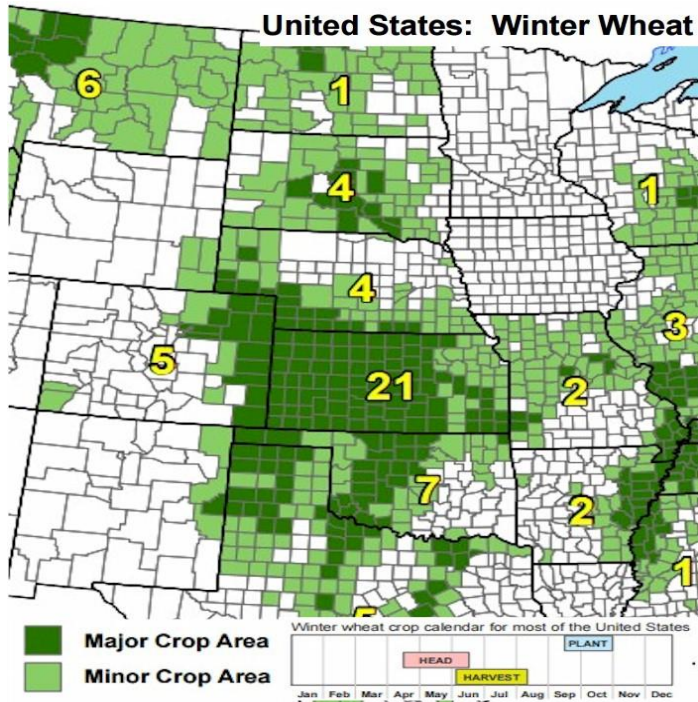 United States: Winter Wheat
6
1
4
1
4
3
5
21
2
7
2
1
Major Crop Area
Minor Crop Area
Winter wheat crop calendar for most of the United States
PLANT
HEAD
HARVEST
Jan Feb Mar Apr May Jun Jul Aug Sep Oct Nov Dec